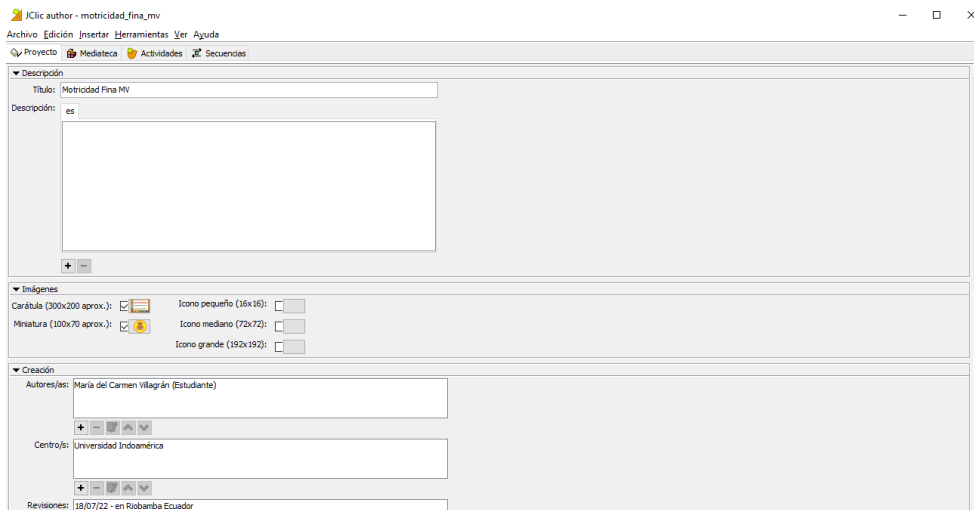 JClic author - motricidad_fina_mv
Archivo Edición Insertar Herramientas Ver Ayuda
Proyecto Mediateca Actividades Secuencias
Descripción
Título: Motricidad Fina MV
Descripción: es
Imágenes
Carátula (300x200 aprox.): Icono pequeño (16x16):
Miniatura (100x70 aprox.): Icono mediano (72x72):
Icono grande (192x192):
Creación
Autores/as: María del Carmen Villagrán (Estudiante)
Centro/s: Universidad Indoamérica
Revisiones: 18/07/22 - en Riobamba Ecuador